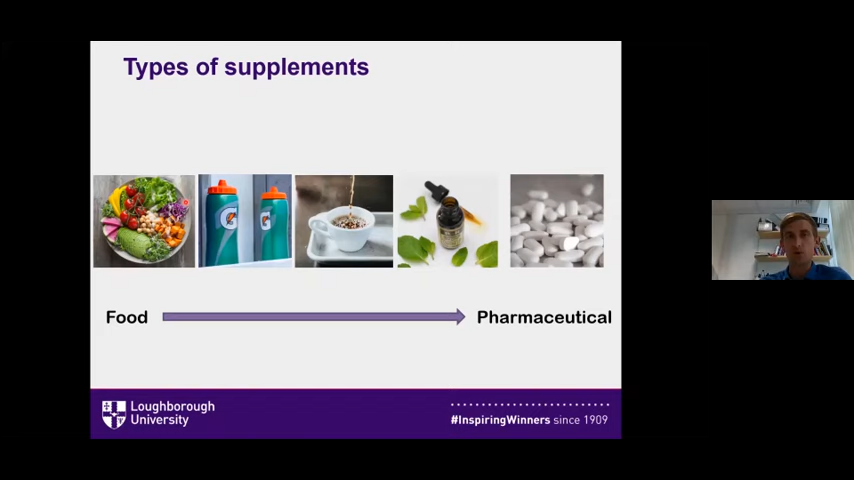 Types of supplements
Food
Pharmaceutical
Loughborough
University
#InspiringWinners since 1909